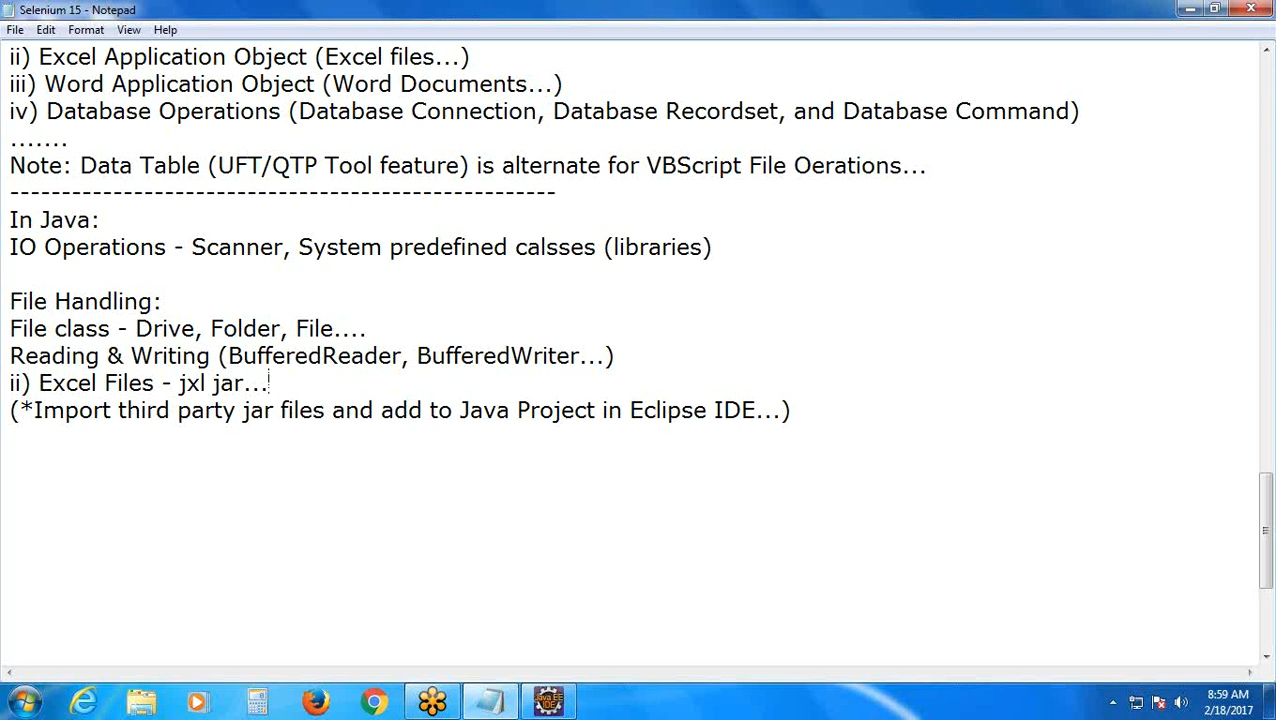 Selenium 15 - Notepad
File Edit Format View Help
ii) Excel Application Object (Excel files...)
iii) Word Application Object (Word Documents...)
iv) Database Operations (Database Connection, Database Recordset, and Database Command)
.......
Note: Data Table (UFT/QTP Tool feature) is alternate for VBScript File Oerations...
----------------------------------------------------
In Java:
IO Operations - Scanner, System predefined calsses (libraries)
File Handling:
File class - Drive, Folder, File....
Reading & Writing (BufferedReader, BufferedWriter...)
ii) Excel Files - jxl jar...
(*Import third party jar files and add to Java Project in Eclipse IDE...)
Java EE
IDE
8:59 AM
2/18/2017